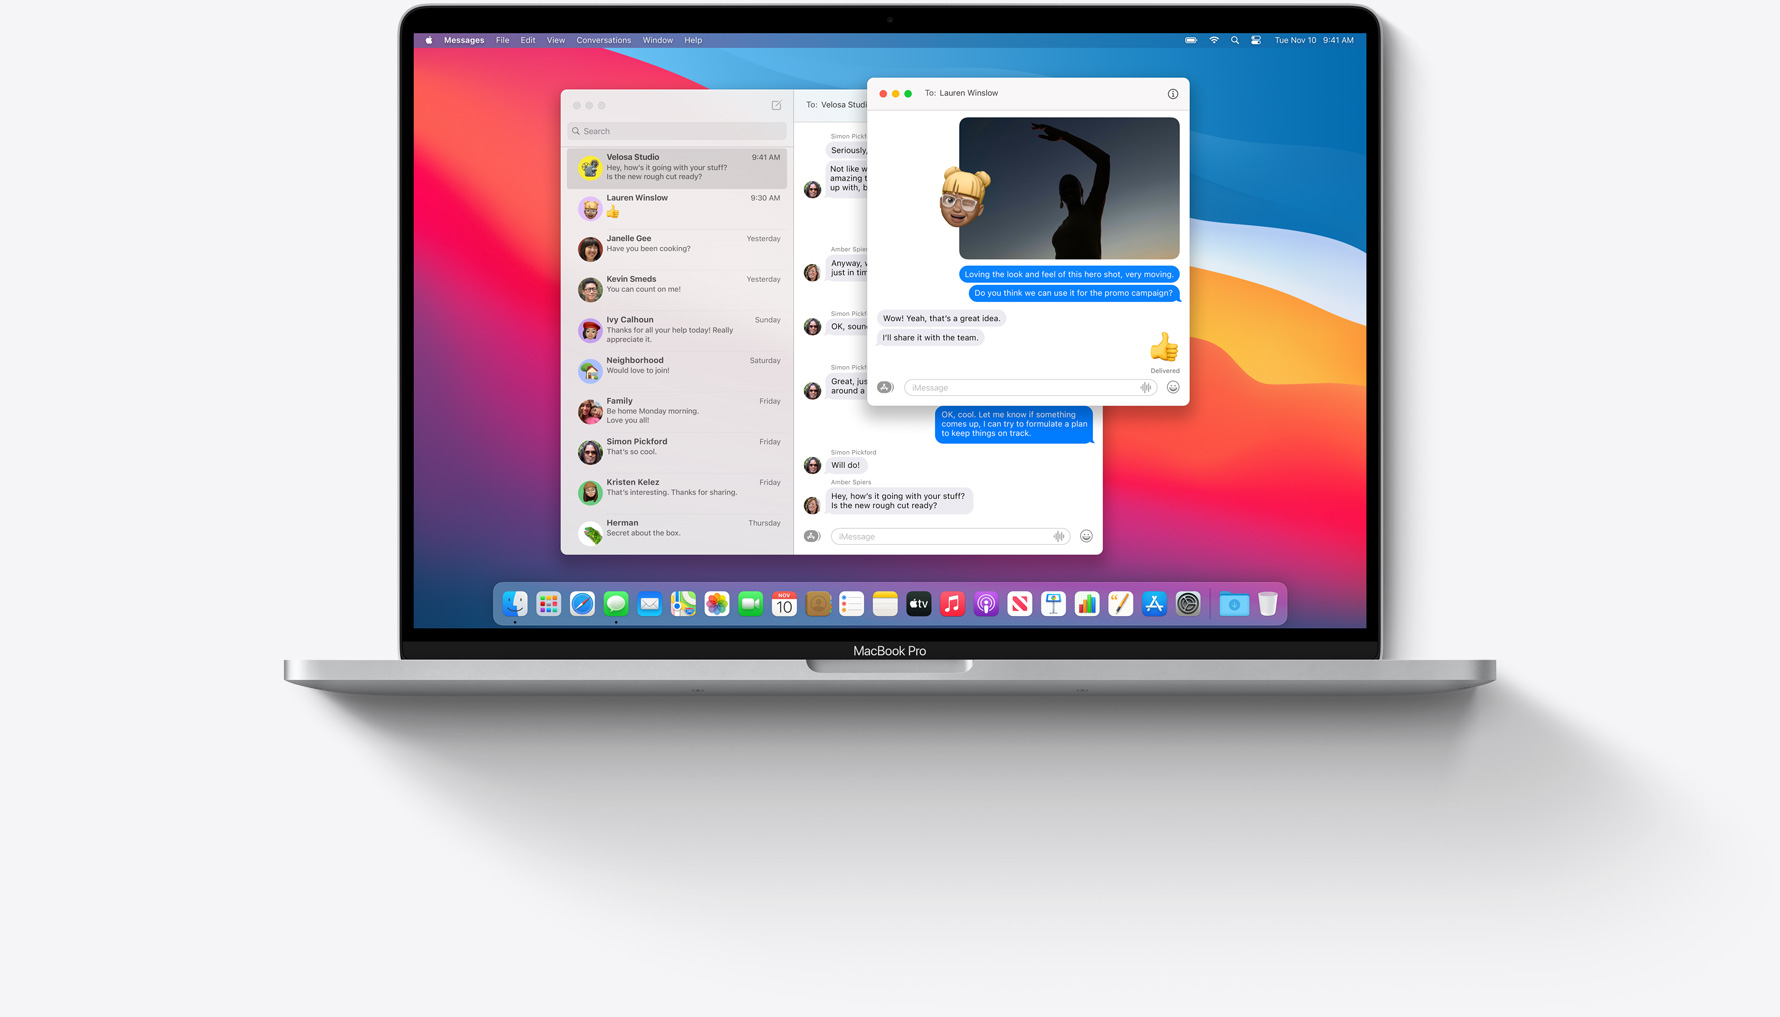 Messages File Edit View Conversations Window Help
Tue Nov 10 9:41 AM
Search
Velosa Studio 9:41 AM
Hey, how's it going with your stuff?
Is the new rough cut ready?
Lauren Winslow 9:30 AM
Janelle Gee Yesterday
Have you been cooking?
Kevin Smeds Yesterday
You can count on me!
Ivy Calhoun Sunday
Thanks for all your help today! Really
appreciate it.
Neighborhood Saturday
Would love to join!
Family Friday
Be home Monday morning.
Love you all!
Simon Pickford Friday
That's so cool.
Kristen Kelez Friday
That's interesting. Thanks for sharing.
Herman Thursday
Secret about the box.
To: Velosa
Simon
Seriously,
Not like
amazing
up with,
Amber
Anyway,
just in
Simon
OK,
Simon
Great,
around a
OK, cool. Let me know if something
comes up, I can try to formulate a plan
to keep things on track.
Simon Pickford
Will do!
Amber Spiers
Hey, how's it going with your stuff?
Is the new rough cut ready?
iMessage
To: Lauren Winslow
Loving the look and feel of this hero shot, very moving.
Do you think we can use it for the promo campaign?
Wow! Yeah, that's a great idea.
I'll share it with the team.
Delivered
iMessage
NOV
10
tv
MacBook Pro